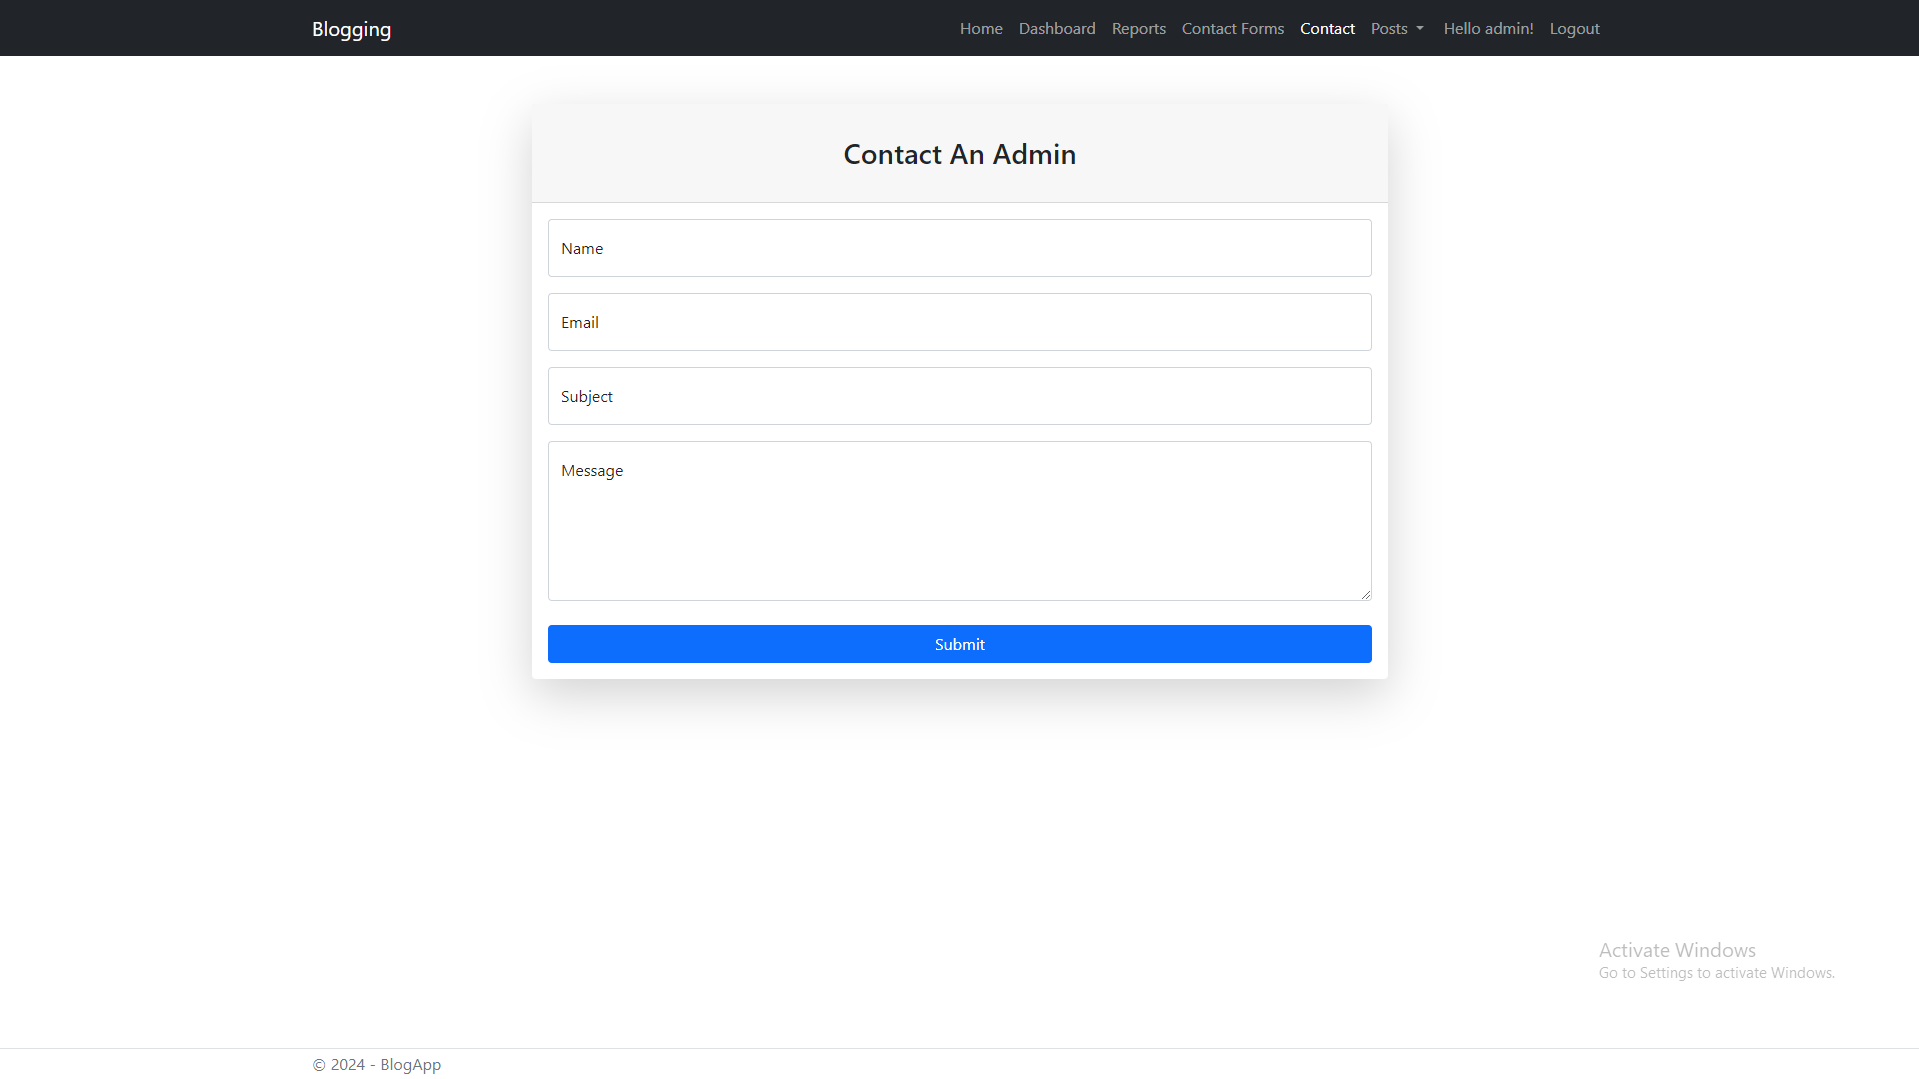 Blogging Home Dashboard Reports Contact Forms Contact Posts Hello admin! Logout
Contact An Admin
Name
Email
Subject
Message
Submit
Activate Windows
Go to Settings to activate Windows.
© 2024 - BlogApp